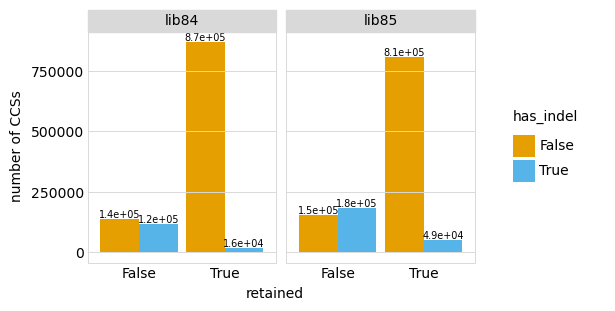 lib84
lib85
8.7e+05
8.1e+05
1.4e+05
1.2e+05
1.6e+04
1.5e+05
1.8e+05
4.9e+04
750000
500000
250000
0
number of CCSs
False
True
False
True
retained
has_indel
False
True